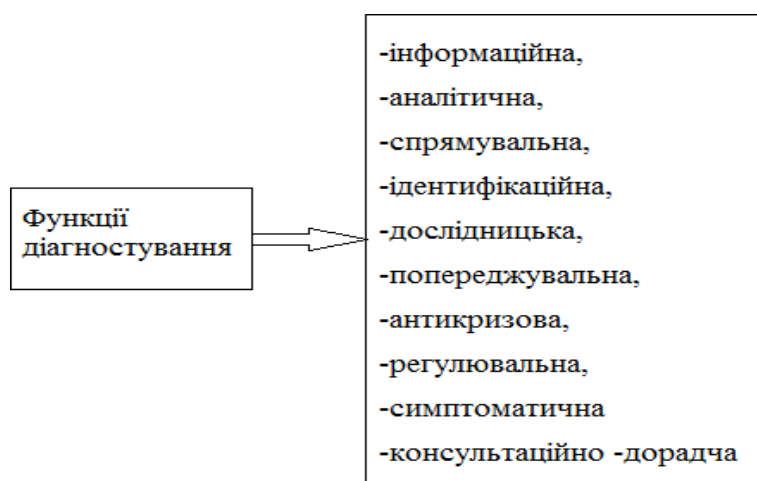 Функції
діагностування
-інформаційна,
-аналітична,
-спрямувальна,
-ідентифікаційна,
-дослідницька,
-попереджувальна,
-антикризова,
-регулювальна,
-симптоматична
-консультаційно -дорадча